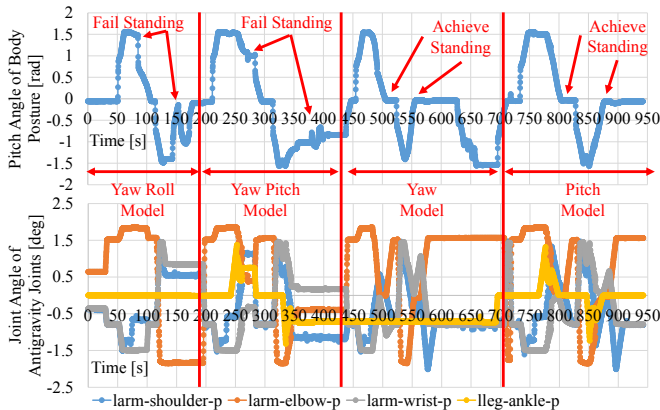 Pitch Angle of Body
Posture [rad]
2
1.5
1
0.5
0
-0.5
-1
-1.5
-2
Fail Standing
Fail Standing
Achieve
Standing
Achieve
Standing
0 50 100 150 200 250 300 350 400 450 500 550 600 650 700 750 800 850 900 950
Time [s]
Yaw Roll
Model
Yaw Pitch
Model
Yaw
Model
Pitch
Model
Joint Angle of
Antigravity Joints [deg]
2.5
1.5
0.5
-0.5
-1.5
-2.5
0 50 100 150 200 250 300 350 400 450 500 550 600 650 700 750 800 850 900 950
Time [s]
larm-shoulder-p larm-elbow-p larm-wrist-p lleg-ankle-p